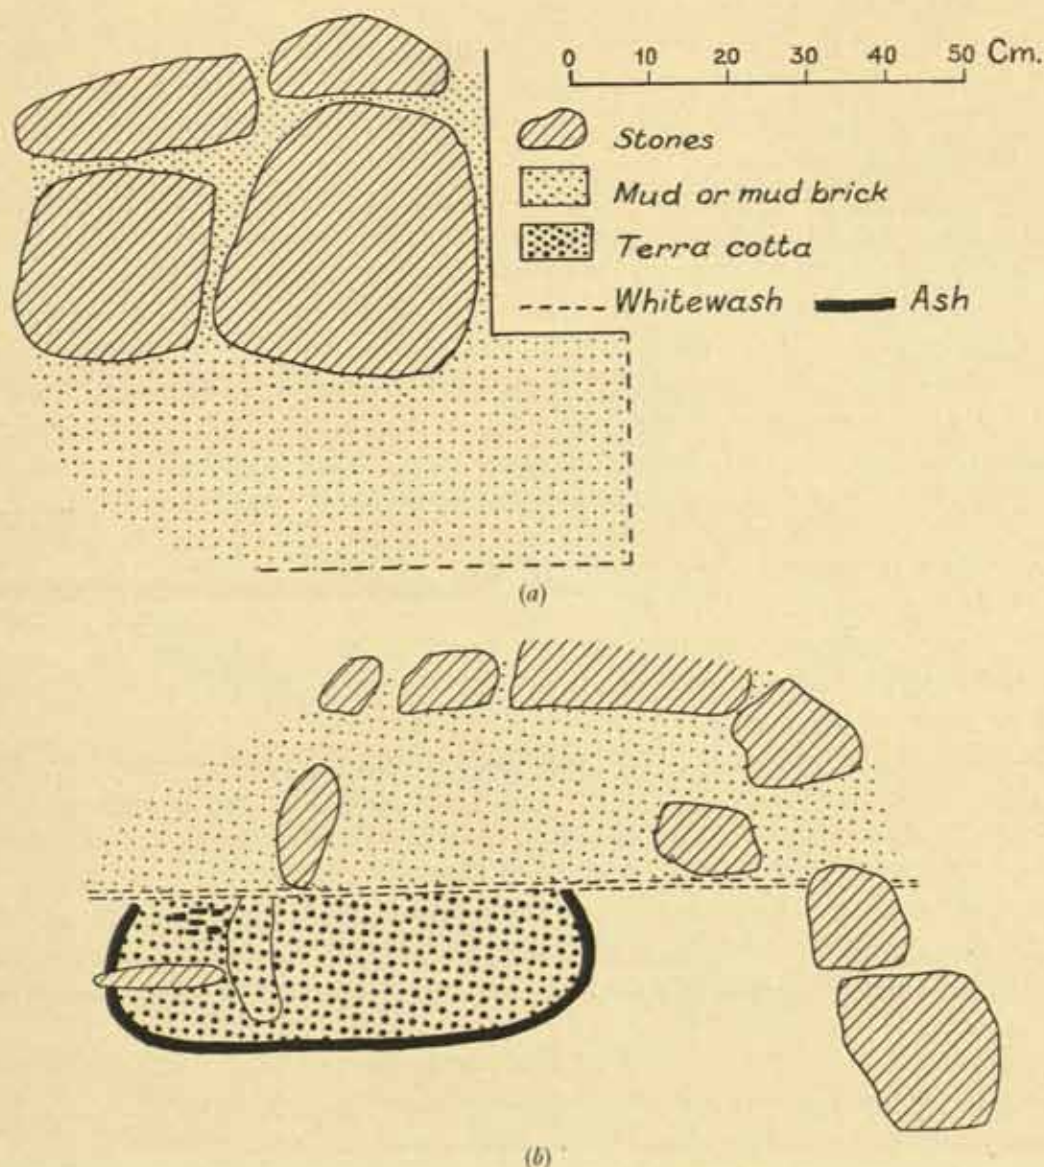 0 10 20 30 40 50 Cm.
Stones
Mud or mud brick
Terra cotta
Whitewash Ash
(a)
(b)